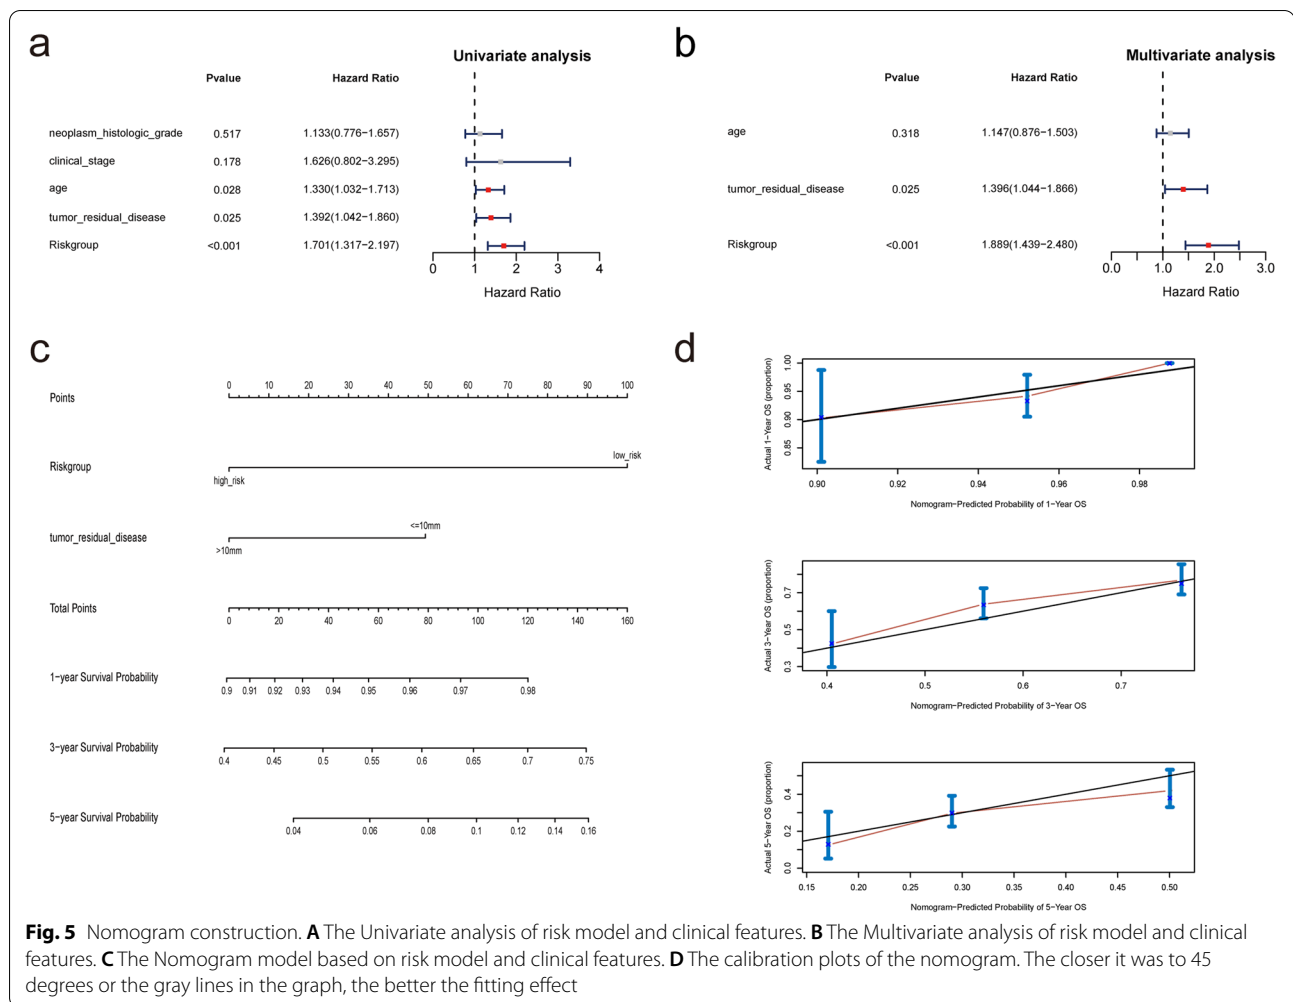 a
Univariate analysis
Pvalue Hazard Ratio
neoplasm_histologic_grade 0.517 1.133(0.776−1.657)
clinical_stage 0.178 1.626(0.802−3.295)
age 0.028 1.330(1.032−1.713)
tumor_residual_disease 0.025 1.392(1.042−1.860)
Riskgroup <0.001 1.701(1.317−2.197)
0 1 2 3 4
Hazard Ratio
b
Multivariate analysis
Pvalue Hazard Ratio
age 0.318 1.147(0.876−1.503)
tumor_residual_disease 0.025 1.396(1.044−1.866)
Riskgroup <0.001 1.889(1.439−2.480)
0.0 1.0 2.0 3.0
Hazard Ratio
c
0 10 20 30 40 50 60 70 80 90 100
Points
low_risk
Riskgroup
high_risk
<=10mm
tumor_residual_disease
>10mm
Total Points
0 20 40 60 80 100 120 140 160
1−year Survival Probability
0.9 0.91 0.92 0.93 0.94 0.95 0.96 0.97 0.98
3−year Survival Probability
0.4 0.45 0.5 0.55 0.6 0.65 0.7 0.75
5−year Survival Probability
0.04 0.06 0.08 0.1 0.12 0.14 0.16
d
Actual 1−Year OS (proportion)
1.00
0.95
0.90
0.85
0.90 0.92 0.94 0.96 0.98
Nomogram−Predicted Probability of 1−Year OS
Actual 3−Year OS (proportion)
0.7
0.5
0.3
0.4 0.5 0.6 0.7
Nomogram−Predicted Probability of 3−Year OS
Actual 5−Year OS (proportion)
0.4
0.2
0.0
0.15 0.20 0.25 0.30 0.35 0.40 0.45 0.50
Nomogram−Predicted Probability of 5−Year OS
Fig. 5 Nomogram construction. A The Univariate analysis of risk model and clinical features. B The Multivariate analysis of risk model and clinical
features. C The Nomogram model based on risk model and clinical features. D The calibration plots of the nomogram. The closer it was to 45
degrees or the gray lines in the graph, the better the fitting effect